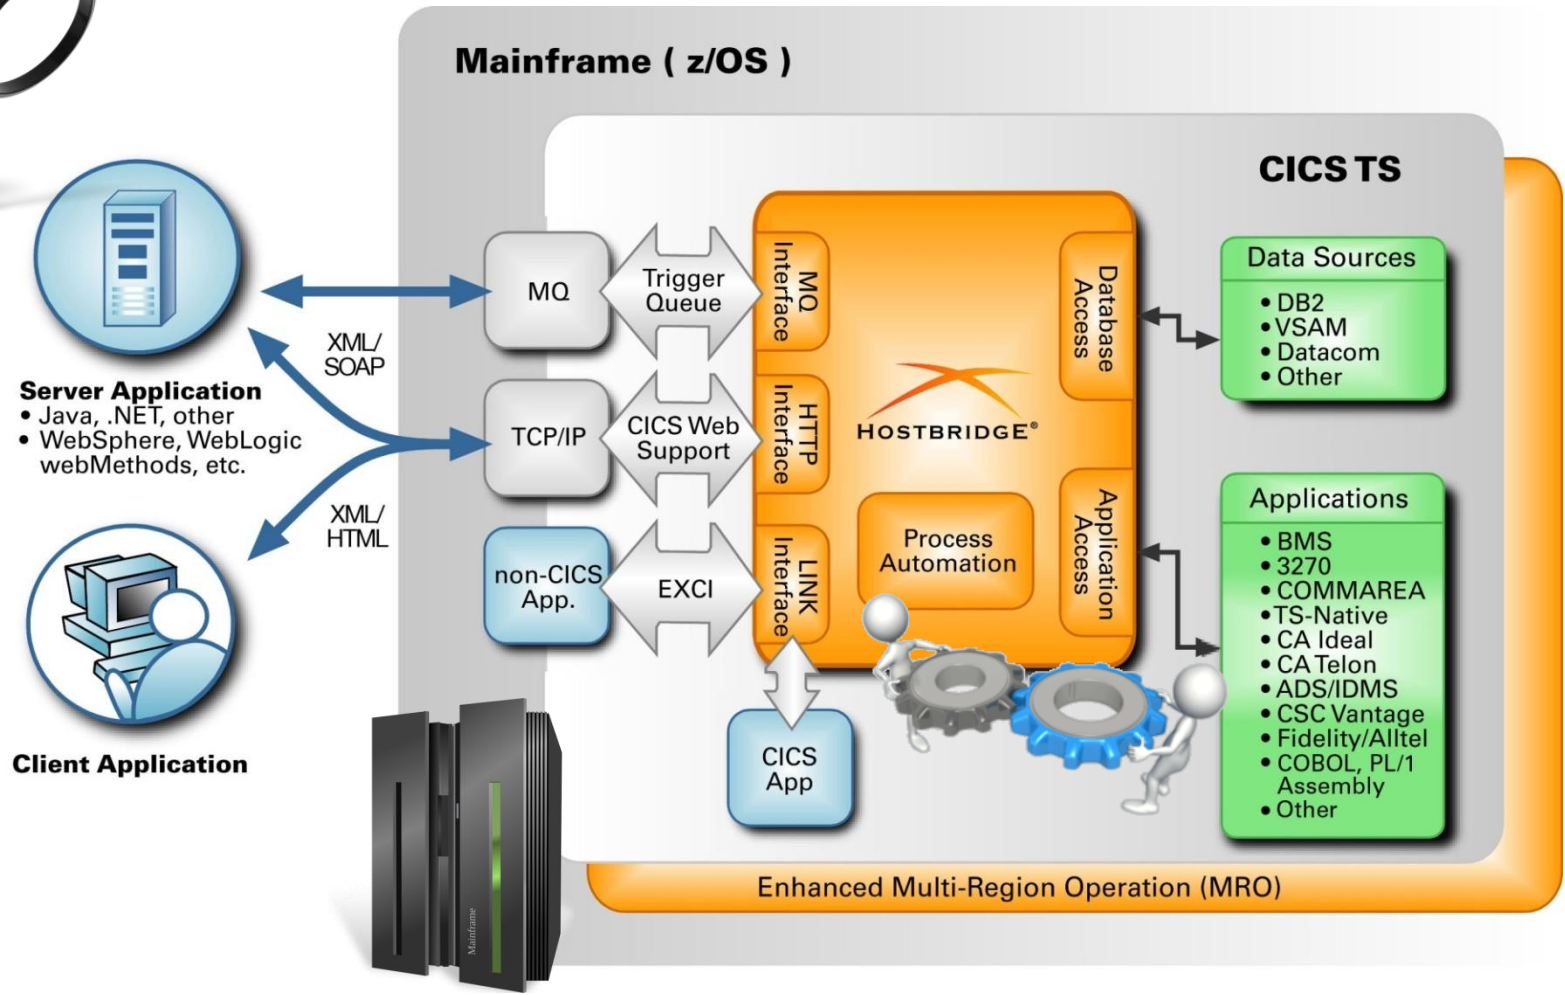 Mainframe ( z/OS )
CICS TS
Server Application
• Java, .NET, other
• WebSphere, WebLogic
webMethods, etc.
Client Application
XML/
SOAP
XML/
HTML
MQ
TCP/IP
non-CICS
App.
Trigger
Queue
CICS Web
Support
EXCI
MQ
Interface
HTTP
Interface
LINK
Interface
CICS
App
HOSTBRIDGE®
Process
Automation
Database
Access
Application
Access
Data Sources
• DB2
• VSAM
• Datacom
• Other
Applications
• BMS
• 3270
• COMMAREA
• TS-Native
• CA Ideal
• CA Telon
• ADS/IDMS
• CSC Vantage
• Fidelity/Alltel
• COBOL, PL/1
Assembly
• Other
Enhanced Multi-Region Operation (MRO)
Mainframe